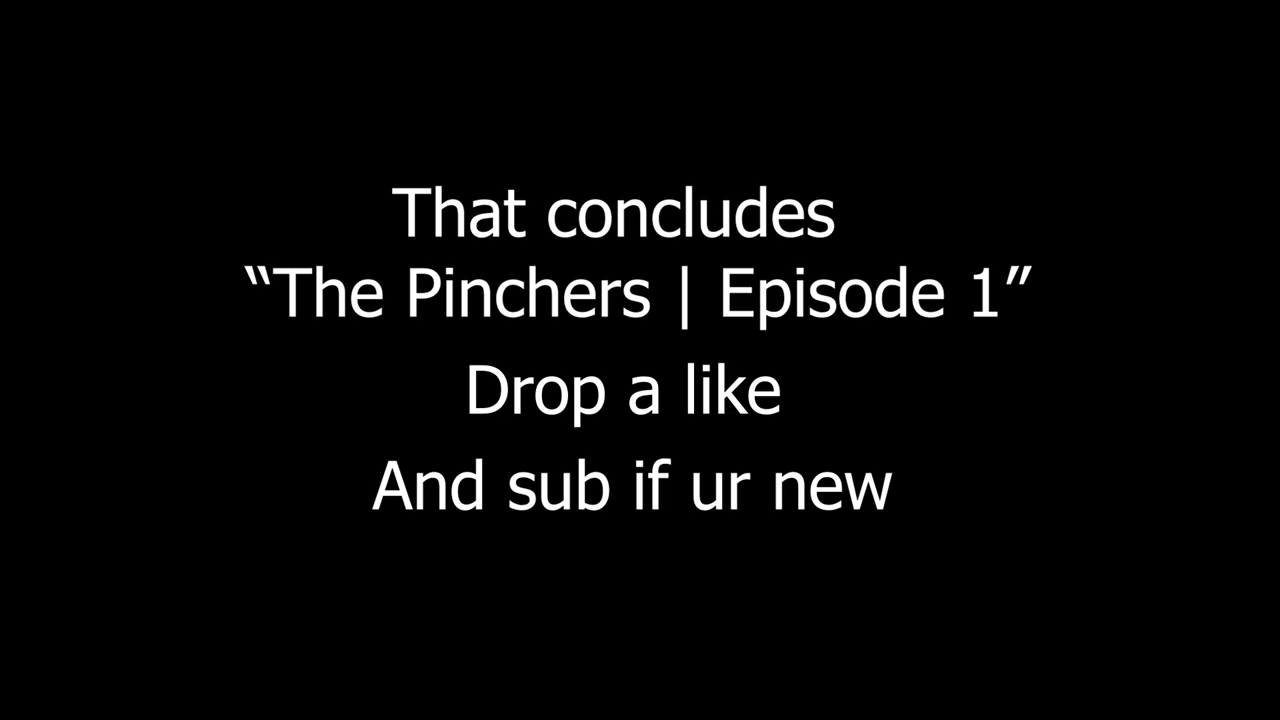 That concludes
“The Pinchers | Episode 1”
Drop a like
And sub if ur new